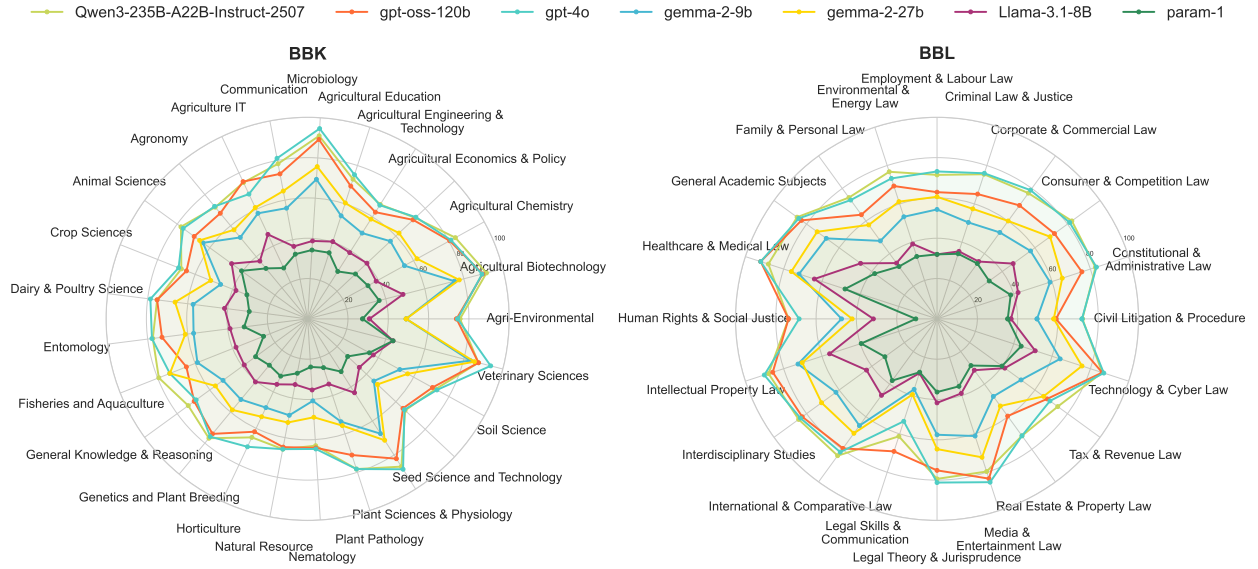 Qwen3-235B-A22B-Instruct-2507 gpt-oss-120b gpt-4o gemma-2-9b gemma-2-27b Llama-3.1-8B param-1
BBK
Microbiology
Communication
Agricultural Education
Agriculture IT
Agricultural Engineering &
Technology
Agronomy
Agricultural Economics & Policy
Animal Sciences
Agricultural Chemistry
Crop Sciences
Agricultural Biotechnology
Dairy & Poultry Science
Agri-Environmental
Entomology
Veterinary Sciences
Fisheries and Aquaculture
Soil Science
General Knowledge & Reasoning
Seed Science and Technology
Genetics and Plant Breeding
Plant Sciences & Physiology
Horticulture
Plant Pathology
Natural Resource
Nematology
20
40
60
80
100
BBL
Employment & Labour Law
Environmental &
Energy Law
Criminal Law & Justice
Family & Personal Law
Corporate & Commercial Law
General Academic Subjects
Consumer & Competition Law
Healthcare & Medical Law
Constitutional &
Administrative Law
Human Rights & Social Justice
Civil Litigation & Procedure
Intellectual Property Law
Technology & Cyber Law
Interdisciplinary Studies
Tax & Revenue Law
International & Comparative Law
Real Estate & Property Law
Legal Skills &
Communication
Media &
Entertainment Law
Legal Theory & Jurisprudence
20
40
60
80
100